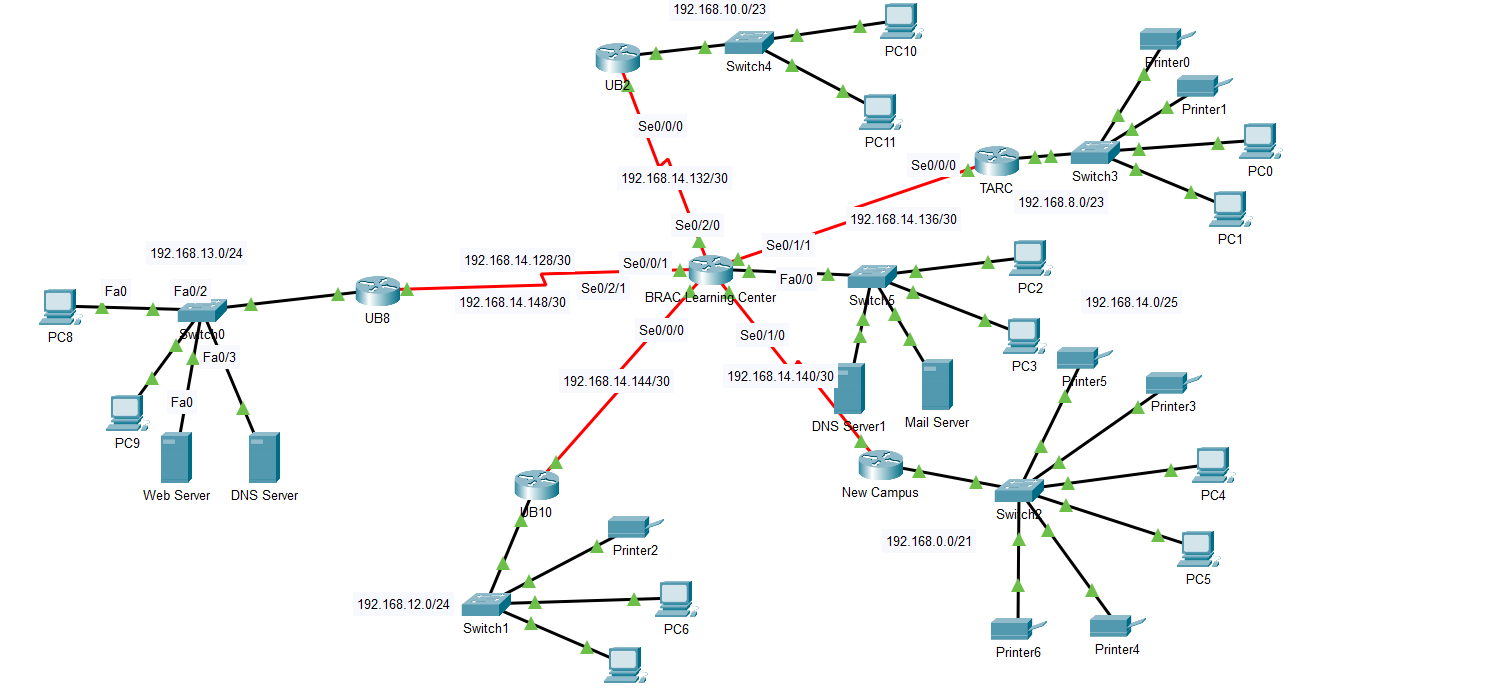 192.168.10.0/23
UB2
Switch4
PC10
PC11
Se0/0/0
192.168.14.132/30
Se0/2/0
Printer0
Printer1
Se0/0/0
TARC
Switch3
PC0
PC1
192.168.8.0/23
192.168.14.136/30
Se0/1/1
192.168.13.0/24
192.168.14.128/30
Se0/0/1
Se0/2/1
192.168.14.148/30
BRAC Learning Center
Fa0/0
Switch5
PC2
PC3
192.168.14.0/25
Fa0
Fa0/2
PC8
Switch0
UB8
Fa0/3
Fa0
PC9
Web Server
DNS Server
Se0/0/0
Se0/1/0
192.168.14.144/30
192.168.14.140/30
DNS Server1
Mail Server
Printer5
Printer3
New Campus
Switch2
PC4
PC5
192.168.0.0/21
Printer6
Printer4
UB10
Printer2
192.168.12.0/24
Switch1
PC6